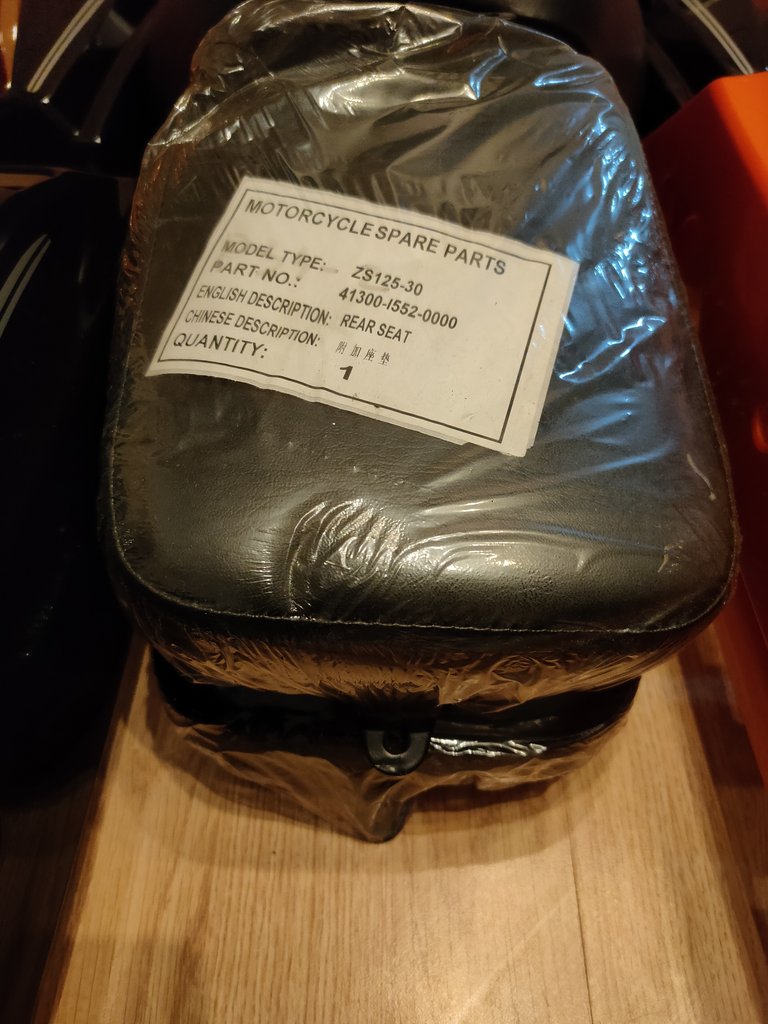 MOTORCYCLE SPARE PARTS
MODEL TYPE: ZS125-30
PART NO.: 41300-I552-0000
ENGLISH DESCRIPTION: REAR SEAT
CHINESE DESCRIPTION: 附加座垫
QUANTITY: 1